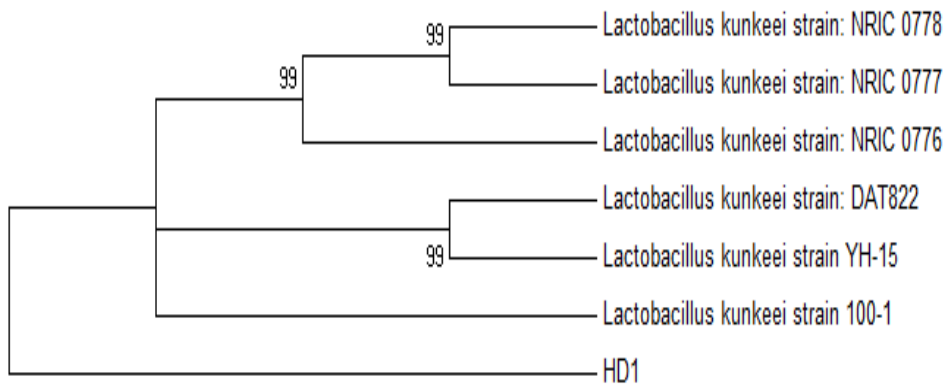 99
Lactobacillus kunkeei strain: NRIC 0778
99
Lactobacillus kunkeei strain: NRIC 0777
Lactobacillus kunkeei strain: NRIC 0776
Lactobacillus kunkeei strain: DAT822
99
Lactobacillus kunkeei strain YH-15
Lactobacillus kunkeei strain 100-1
HD1